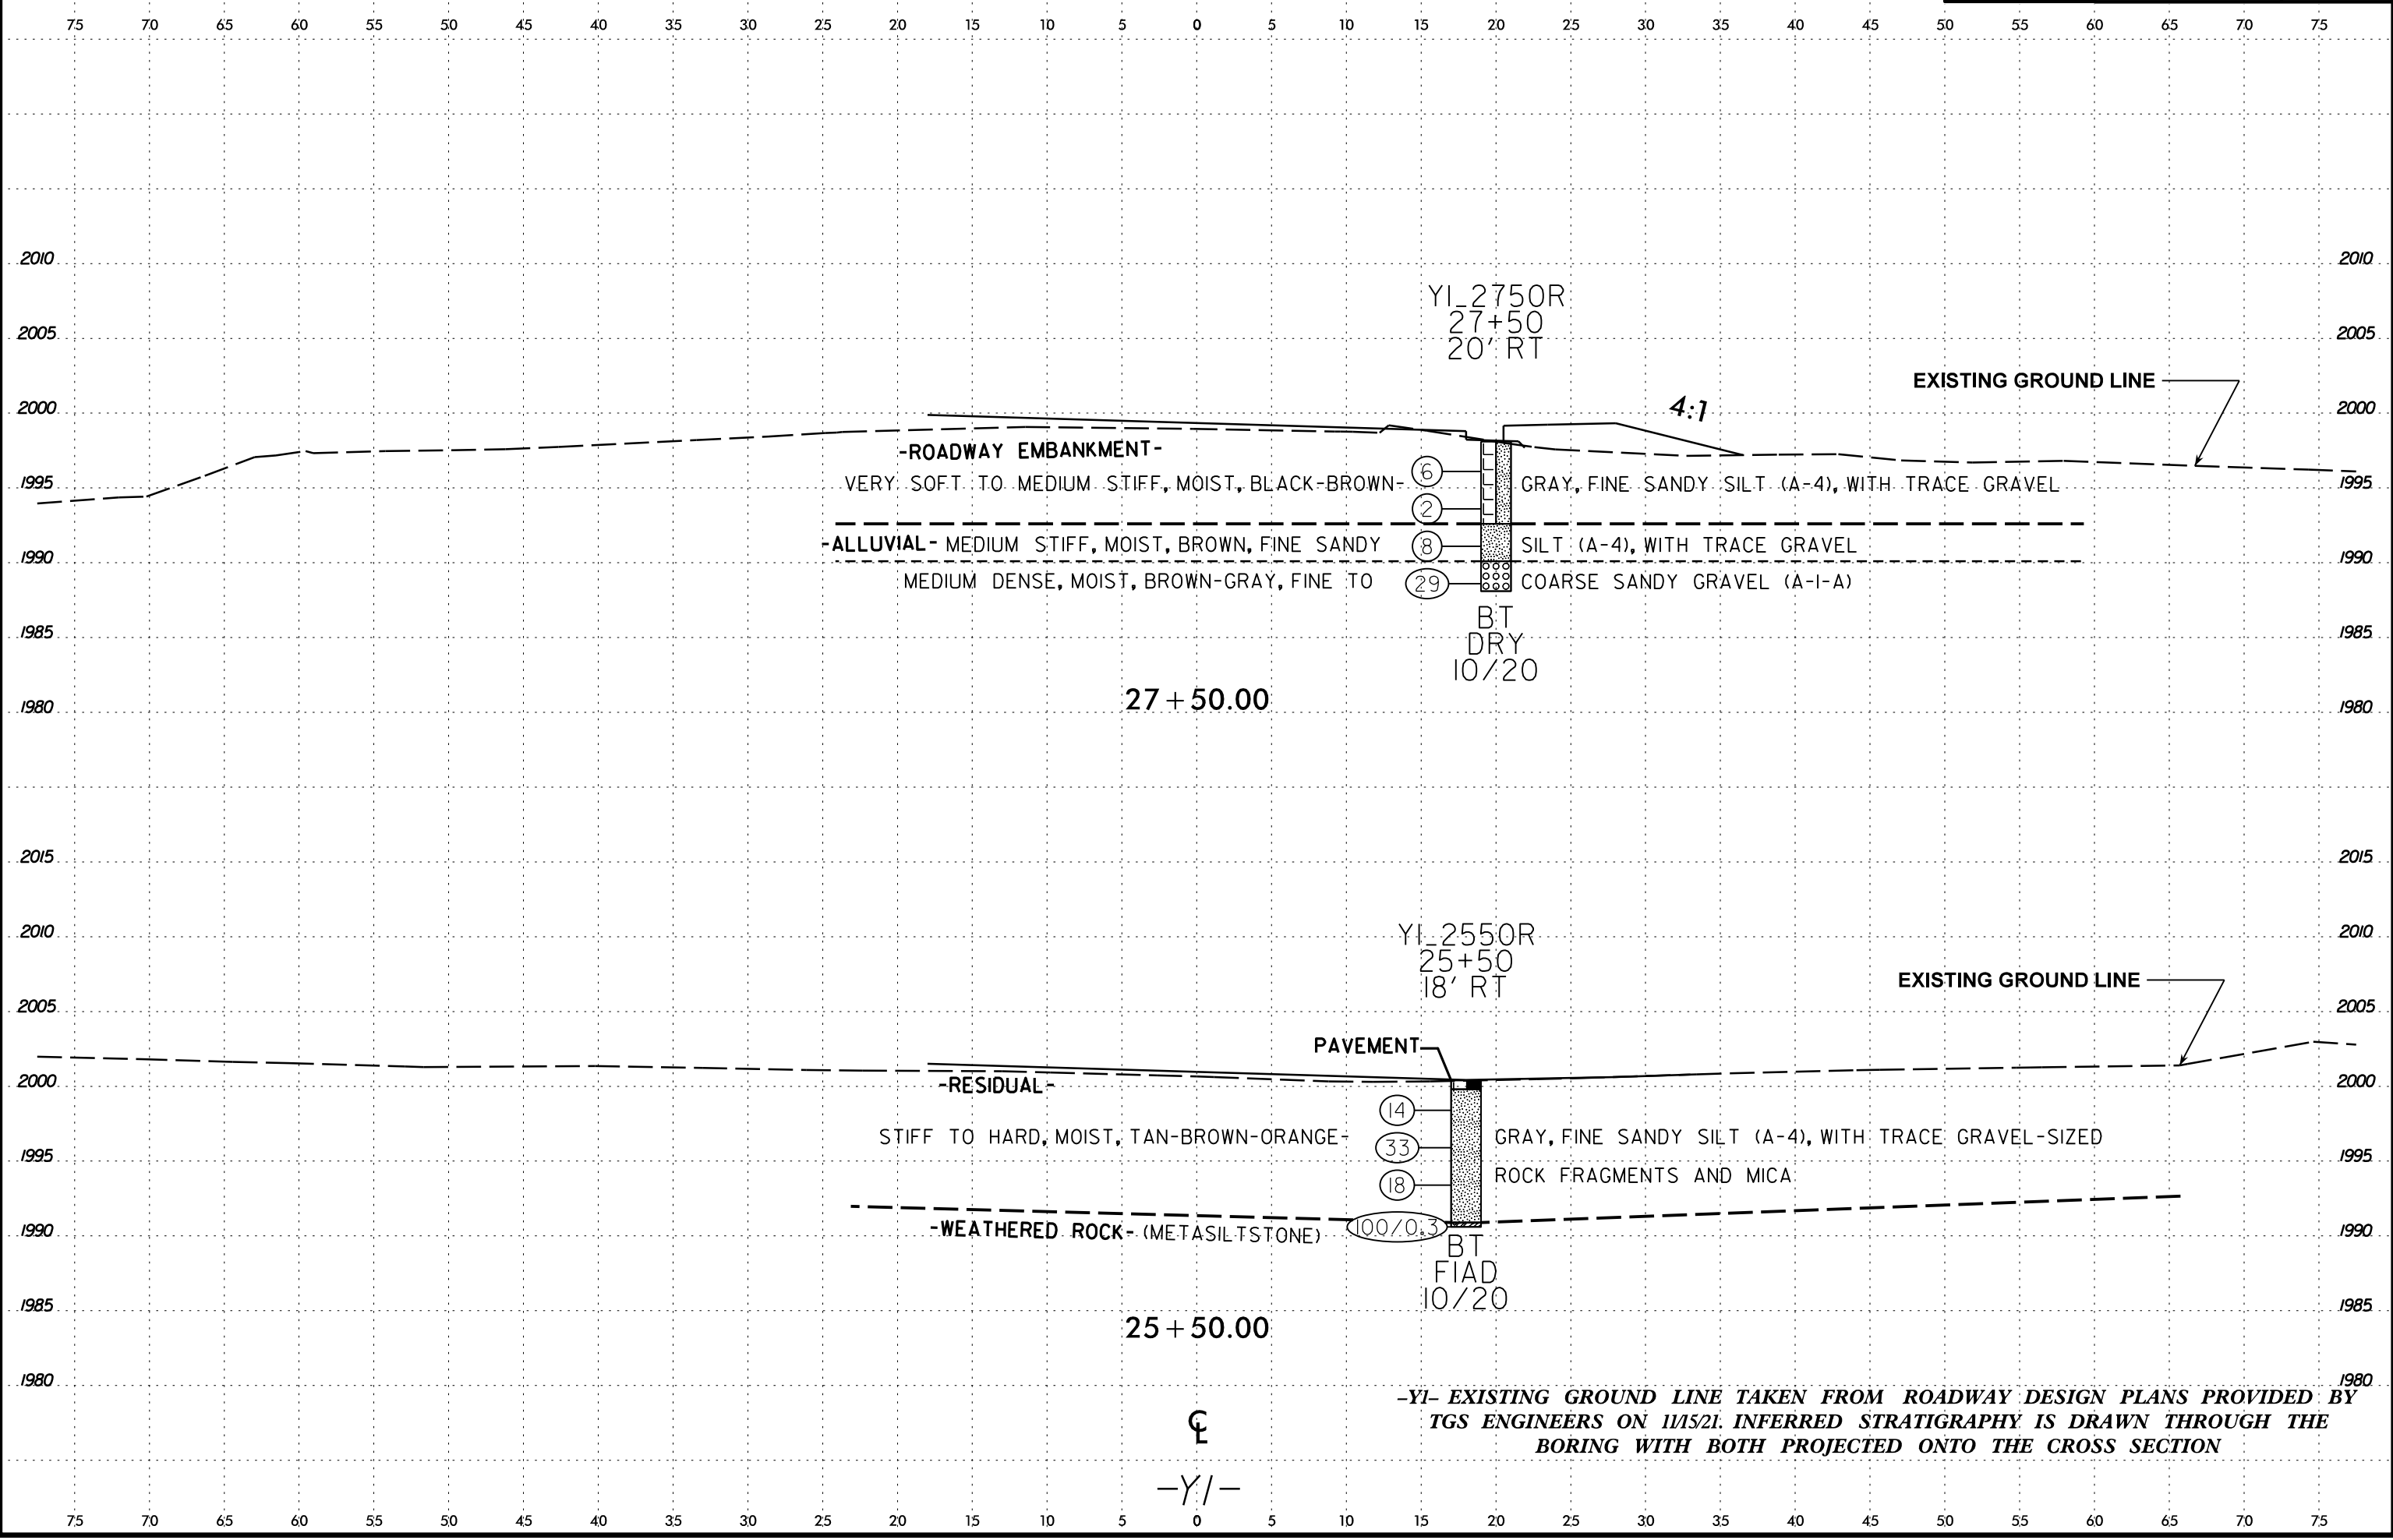 75 70 65 60 55 50 45 40 35 30 25 20 15 10 5 0 5 10 15 20 25 30 35 40 45 50 55 60 65 70 75
2010 2010
Y1_2750R
27+50
2005 2005
20' RT
EXISTING GROUND LINE
2000 4:1 2000
-ROADWAY EMBANKMENT-
6
VERY SOFT TO MEDIUM STIFF, MOIST, BLACK-BROWN- GRAY, FINE SANDY SILT (A-4), WITH TRACE GRAVEL
1995 1995
2
-ALLUVIAL- MEDIUM STIFF, MOIST, BROWN, FINE SANDY 8 SILT (A-4), WITH TRACE GRAVEL
1990 1990
MEDIUM DENSE, MOIST, BROWN-GRAY, FINE TO 29 COARSE SANDY GRAVEL (A-1-A)
BT
1985 1985
DRY
10/20
27+50.00
1980 1980
2015 2015
2010 2010
Y1_2550R
25+50
18' RT
EXISTING GROUND LINE
2005 2005
PAVEMENT
2000 2000
-RESIDUAL-
14
STIFF TO HARD, MOIST, TAN-BROWN-ORANGE- GRAY, FINE SANDY SILT (A-4), WITH TRACE GRAVEL-SIZED
33
1995 1995
ROCK FRAGMENTS AND MICA
18
1990 1990
-WEATHERED ROCK- (METASILTSTONE) 100/0.3
BT
FIAD
10/20
1985 1985
25+50.00
1980 1980
-Y1- EXISTING GROUND LINE TAKEN FROM ROADWAY DESIGN PLANS PROVIDED BY
TGS ENGINEERS ON 11/15/21. INFERRED STRATIGRAPHY IS DRAWN THROUGH THE
BORING WITH BOTH PROJECTED ONTO THE CROSS SECTION
℄
-Y1-
75 70 65 60 55 50 45 40 35 30 25 20 15 10 5 0 5 10 15 20 25 30 35 40 45 50 55 60 65 70 75